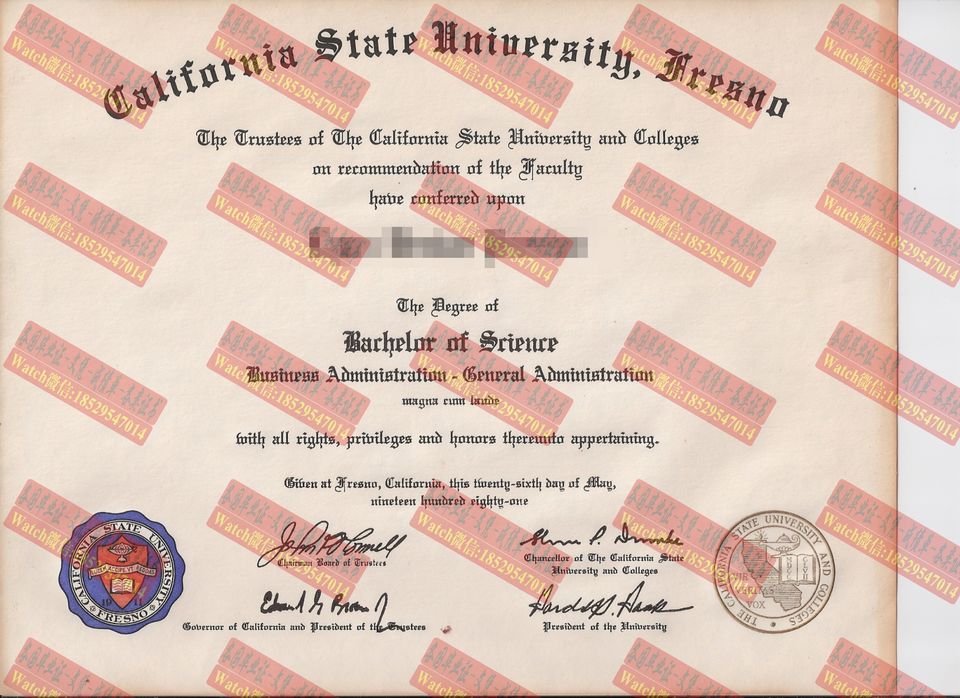 California State University, Fresno
The Trustees of The California State University and Colleges
on recommendation of the Faculty
have conferred upon
The Degree of
Bachelor of Science
Business Administration - General Administration
magna cum laude
with all rights, privileges and honors thereunto appertaining.
Given at Fresno, California, this twenty-sixth day of May,
nineteen hundred eighty-one
Chairman Board of Trustees
Chancellor of The California State
University and Colleges
Governor of California and President of the Trustees
President of the University
CALIFORNIA STATE UNIVERSITY
FRESNO
1911
THE CALIFORNIA STATE UNIVERSITY AND COLLEGES
VOX
VERITAS
Watch微信:18529547014